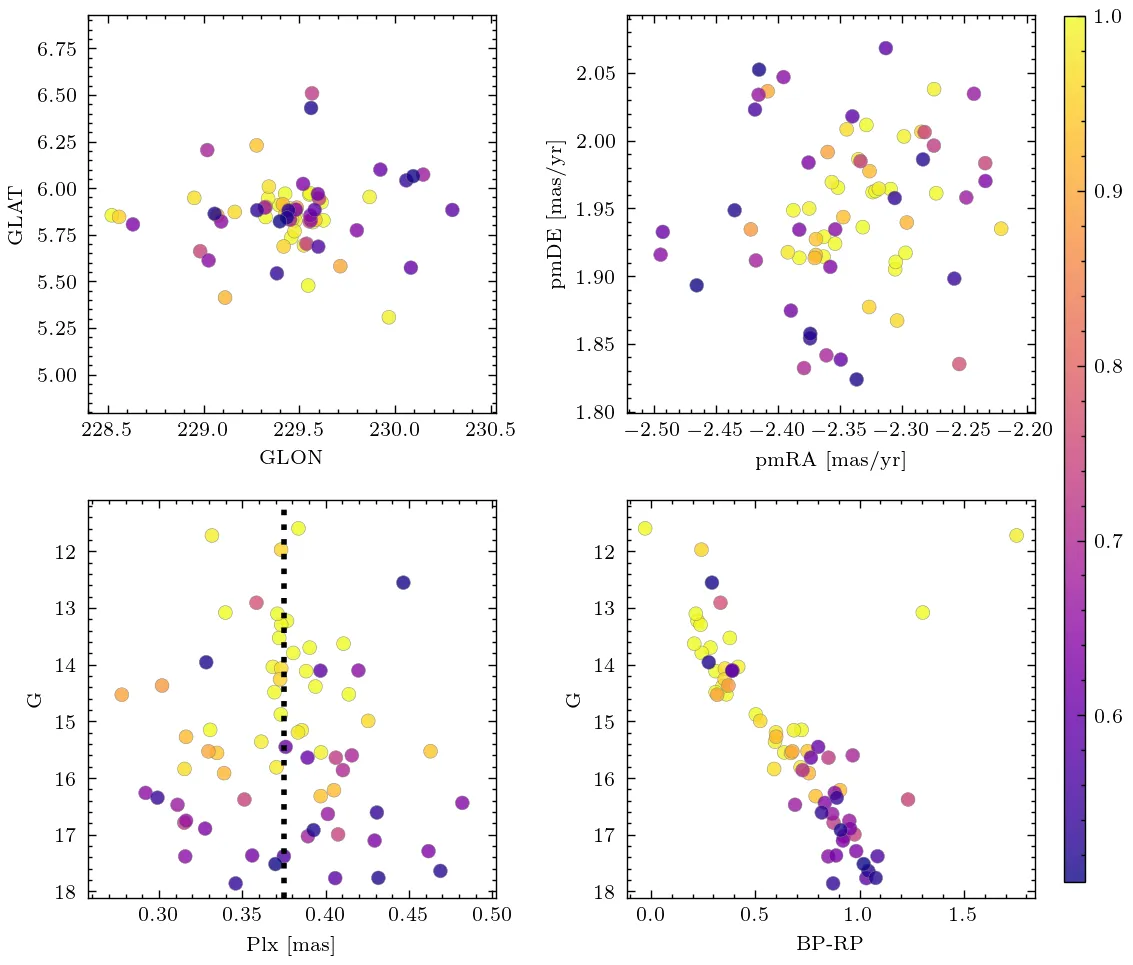 6.75
6.50
6.25
6.00
5.75
5.50
5.25
5.00
GLAT
228.5 229.0 229.5 230.0 230.5
GLON
2.05
2.00
1.95
1.90
1.85
1.80
pmDE [mas/yr]
−2.50 −2.45 −2.40 −2.35 −2.30 −2.25 −2.20
pmRA [mas/yr]
12
13
14
15
16
17
18
G
0.30 0.35 0.40 0.45 0.50
Plx [mas]
12
13
14
15
16
17
18
G
0.0 0.5 1.0 1.5
BP-RP
1.0
0.9
0.8
0.7
0.6